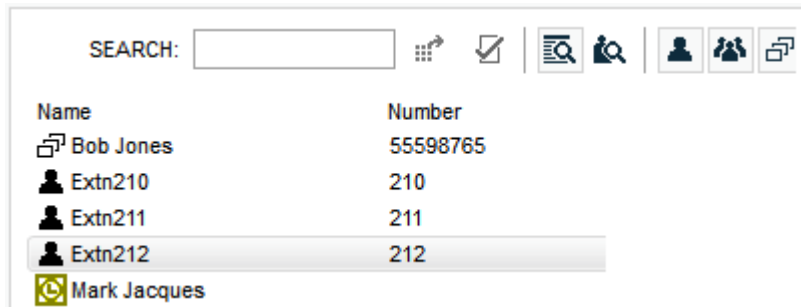 SEARCH:
Name Number
Bob Jones 55598765
Extn210 210
Extn211 211
Extn212 212
Mark Jacques